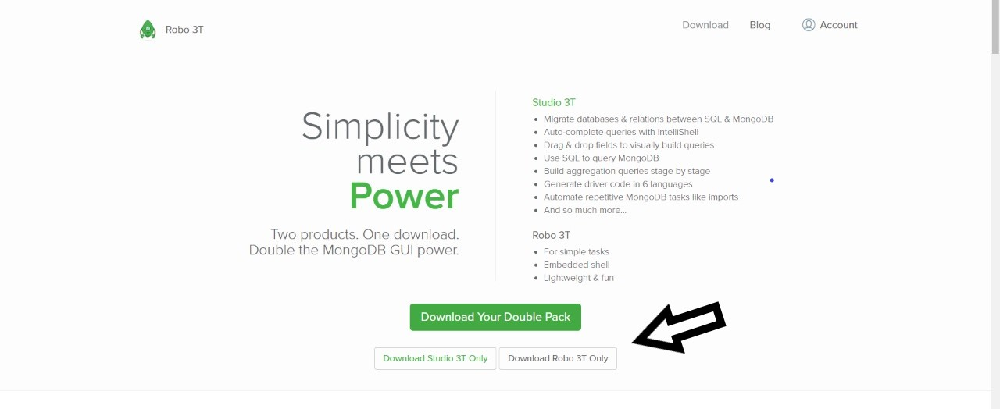 Robo 3T
Download
Blog
Account
Simplicity
meets
Power
Two products. One download.
Double the MongoDB GUI power.
Studio 3T
Migrate databases & relations between SQL & MongoDB
Auto-complete queries with IntelliShell
Drag & drop fields to visually build queries
Use SQL to query MongoDB
Build aggregation queries stage by stage
Generate driver code in 6 languages
Automate repetitive MongoDB tasks like imports
And so much more...
Robo 3T
For simple tasks
Embedded shell
Lightweight & fun
Download Your Double Pack
Download Studio 3T Only
Download Robo 3T Only